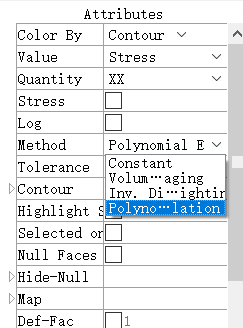 Attributes
Color By Contour
Value Stress
Quantity XX
Stress
Log
Method Polynomial E
Tolerance
Constant
Volum···aging
Contour
Inv. Di···ightin
Highlight S
Polyno···lation
Selected or
Null Faces
Hide-Null
Map
Def-Fac 1